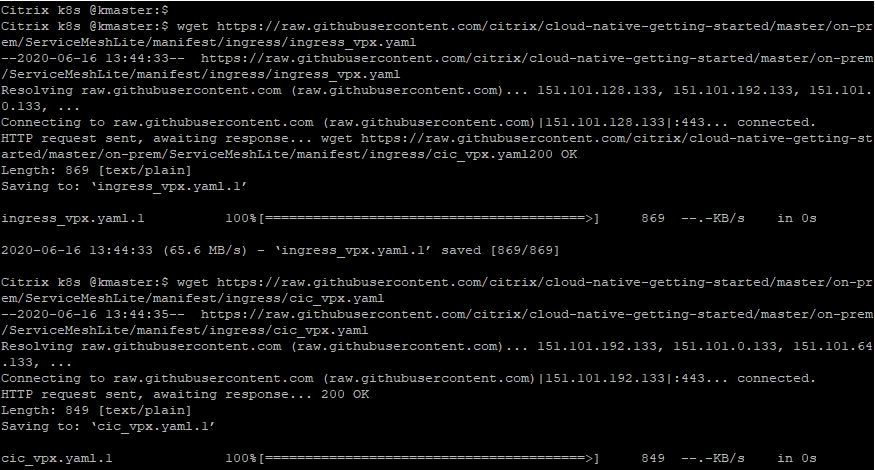 Citrix k8s @kmaster:$
Citrix k8s @kmaster:$ wget https://raw.githubusercontent.com/citrix/cloud-native-getting-started/master/on-pr
em/ServiceMeshLite/manifest/ingress/ingress_vpx.yaml
--2020-06-16 13:44:33--  https://raw.githubusercontent.com/citrix/cloud-native-getting-started/master/on-prem
/ServiceMeshLite/manifest/ingress/ingress_vpx.yaml
Resolving raw.githubusercontent.com (raw.githubusercontent.com)... 151.101.128.133, 151.101.192.133, 151.101.
0.133, ...
Connecting to raw.githubusercontent.com (raw.githubusercontent.com)|151.101.128.133|:443... connected.
HTTP request sent, awaiting response... wget https://raw.githubusercontent.com/citrix/cloud-native-getting-st
arted/master/on-prem/ServiceMeshLite/manifest/ingress/cic_vpx.yaml200 OK
Length: 869 [text/plain]
Saving to: ‘ingress_vpx.yaml.1’
ingress_vpx.yaml.1          100%[========================================>]     869  --.-KB/s    in 0s
2020-06-16 13:44:33 (65.6 MB/s) - ‘ingress_vpx.yaml.1’ saved [869/869]
Citrix k8s @kmaster:$ wget https://raw.githubusercontent.com/citrix/cloud-native-getting-started/master/on-pr
em/ServiceMeshLite/manifest/ingress/cic_vpx.yaml
--2020-06-16 13:44:35--  https://raw.githubusercontent.com/citrix/cloud-native-getting-started/master/on-prem
/ServiceMeshLite/manifest/ingress/cic_vpx.yaml
Resolving raw.githubusercontent.com (raw.githubusercontent.com)... 151.101.192.133, 151.101.0.133, 151.101.64
.133, ...
Connecting to raw.githubusercontent.com (raw.githubusercontent.com)|151.101.192.133|:443... connected.
HTTP request sent, awaiting response... 200 OK
Length: 849 [text/plain]
Saving to: ‘cic_vpx.yaml.1’
cic_vpx.yaml.1              100%[========================================>]     849  --.-KB/s    in 0s